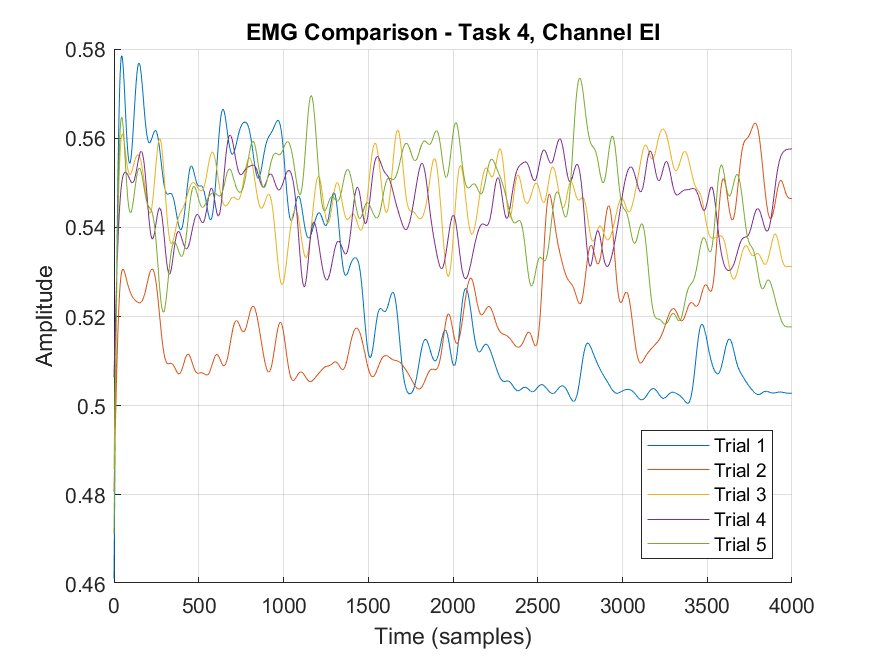 EMG Comparison - Task 4, Channel EI
0.58
0.56
0.54
0.52
0.5
0.48
0.46
Amplitude
0 500 1000 1500 2000 2500 3000 3500 4000
Time (samples)
Trial 1
Trial 2
Trial 3
Trial 4
Trial 5